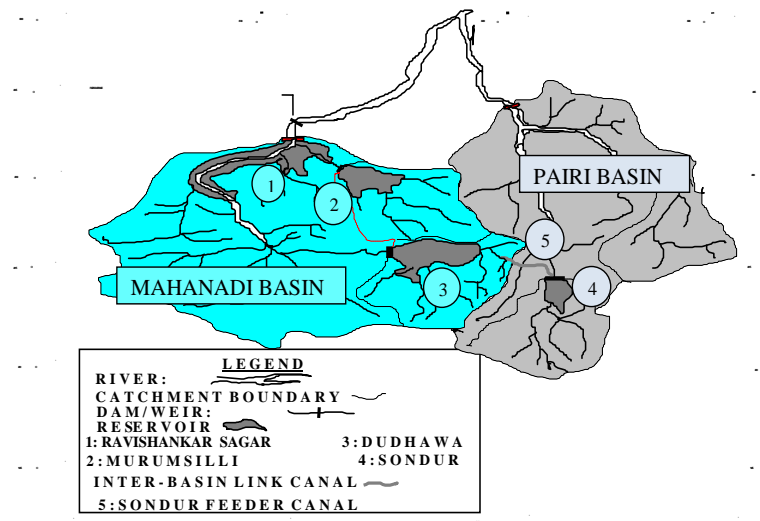 PAIRI BASIN
1
2
5
MAHANADI BASIN
3
4
LEGEND
RIVER:
CATCHMENT BOUNDARY
DAM/WEIR:
RESERVOIR
1:RAVISHANKAR SAGAR 3:DUDHAWA
2:MURUMSILLI 4:SONDUR
INTER-BASIN LINK CANAL
5:SONDUR FEEDER CANAL